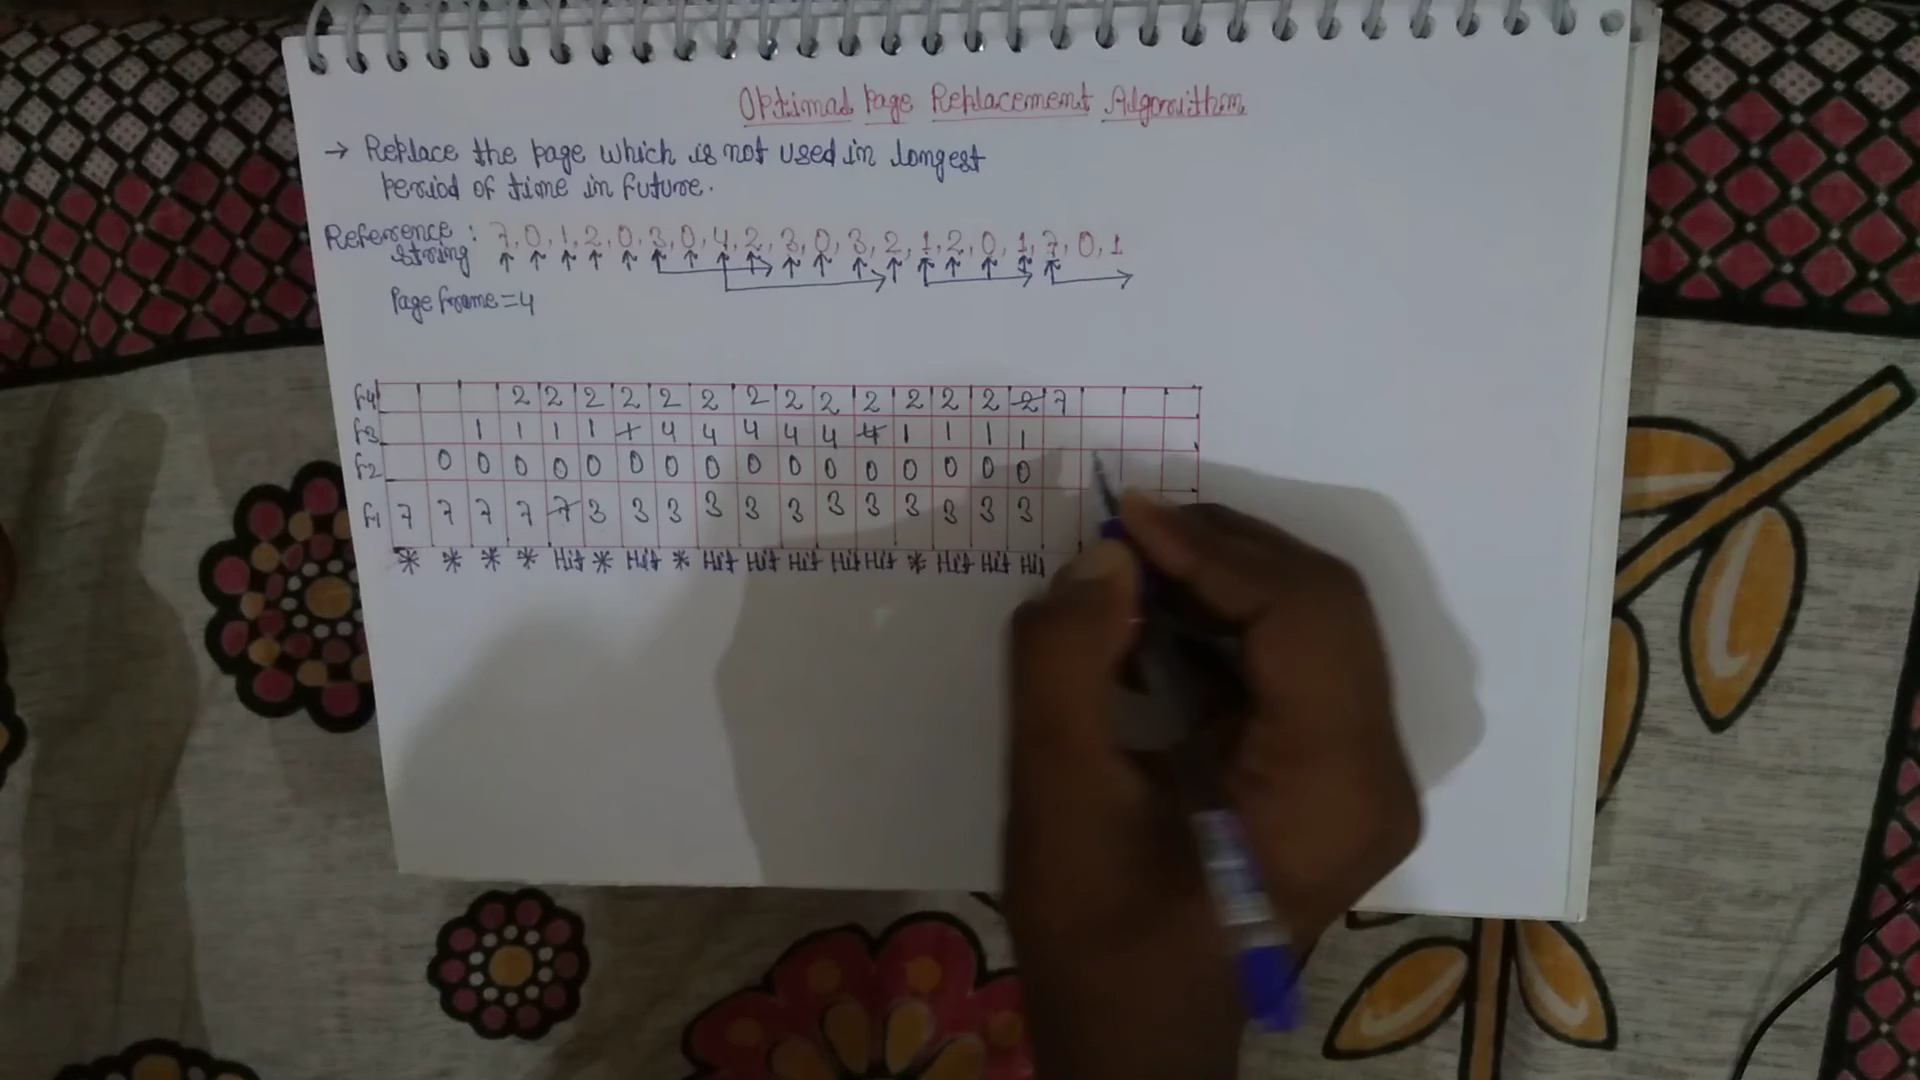 Optimal Page Replacement Algorithm
→ Replace the page which is not used in longest
period of time in future.
Reference : 7, 0, 1, 2, 0, 3, 0, 4, 2, 3, 0, 3, 2, 1, 2, 0, 1, 7, 0, 1
string
Page frame = 4
f4 2 2 2 2 2 2 2 2 2 2 2 2 2 2 7
f3 1 1 1 1 1 4 4 4 4 4 4 1 1 1 1
f2 0 0 0 0 0 0 0 0 0 0 0 0 0 0 0 0
f1 7 7 7 7 7 3 3 3 3 3 3 3 3 3 3 3 3
* * * * Hit * Hit * Hit Hit Hit Hit Hit * Hit Hit Hit